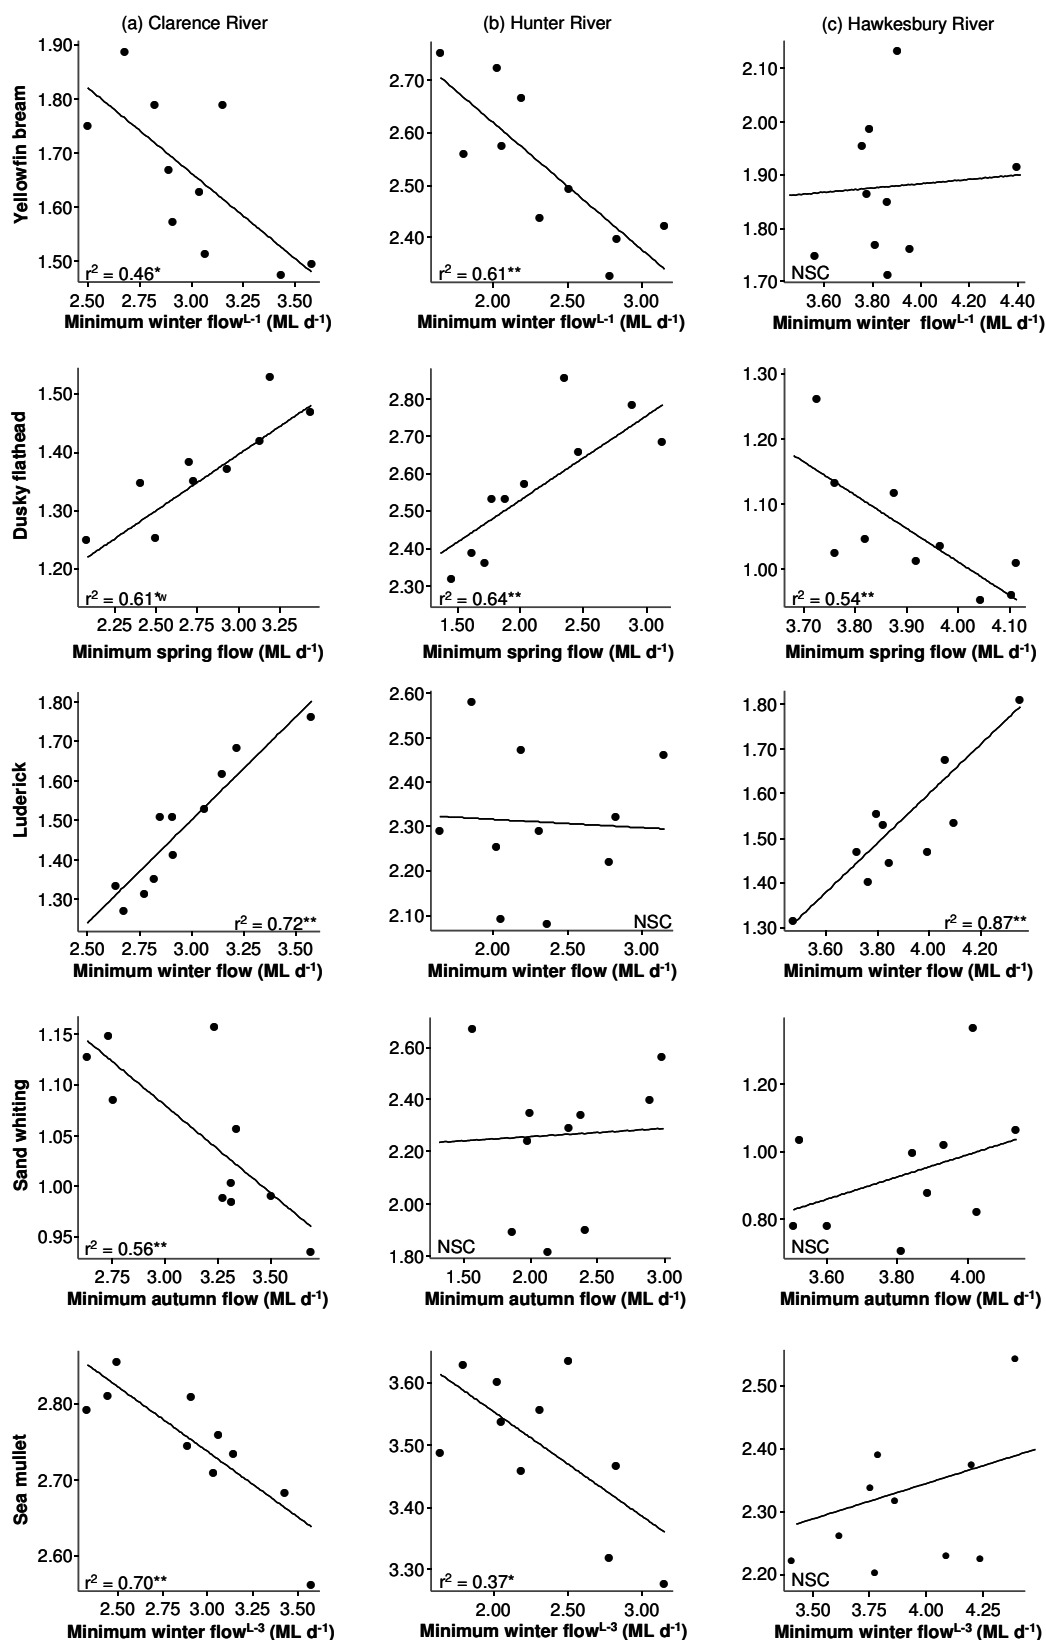 (a) Clarence River (b) Hunter River (c) Hawkesbury River
Yellowfin bream
1.90
1.80
1.70
1.60
1.50
r² = 0.46*
2.50 2.75 3.00 3.25 3.50
Minimum winter flowᴸ⁻¹ (ML d⁻¹)
2.70
2.60
2.50
2.40
r² = 0.61**
2.00 2.50 3.00
Minimum winter flowᴸ⁻¹ (ML d⁻¹)
2.10
2.00
1.90
1.80
1.70
NSC
3.60 3.80 4.00 4.20 4.40
Minimum winter flowᴸ⁻¹ (ML d⁻¹)
Dusky flathead
1.50
1.40
1.30
1.20
r² = 0.61*ᵂ
2.25 2.50 2.75 3.00 3.25
Minimum spring flow (ML d⁻¹)
2.80
2.70
2.60
2.50
2.40
2.30
r² = 0.64**
1.50 2.00 2.50 3.00
Minimum spring flow (ML d⁻¹)
1.30
1.20
1.10
1.00
r² = 0.54**
3.70 3.80 3.90 4.00 4.10
Minimum spring flow (ML d⁻¹)
Luderick
1.80
1.70
1.60
1.50
1.40
1.30
r² = 0.72**
2.50 2.75 3.00 3.25 3.50
Minimum winter flow (ML d⁻¹)
2.60
2.50
2.40
2.30
2.20
2.10
NSC
2.00 2.50 3.00
Minimum winter flow (ML d⁻¹)
1.80
1.70
1.60
1.50
1.40
1.30
r² = 0.87**
3.60 3.80 4.00 4.20
Minimum winter flow (ML d⁻¹)
Sand whiting
1.15
1.10
1.05
1.00
0.95
r² = 0.56**
2.75 3.00 3.25 3.50
Minimum autumn flow (ML d⁻¹)
2.60
2.40
2.20
2.00
1.80
NSC
1.50 2.00 2.50 3.00
Minimum autumn flow (ML d⁻¹)
1.20
1.00
0.80
NSC
3.60 3.80 4.00
Minimum autumn flow (ML d⁻¹)
Sea mullet
2.80
2.70
2.60
r² = 0.70**
2.50 2.75 3.00 3.25 3.50
Minimum winter flowᴸ⁻³ (ML d⁻¹)
3.60
3.50
3.40
3.30
r² = 0.37*
2.00 2.50 3.00
Minimum winter flowᴸ⁻³ (ML d⁻¹)
2.50
2.40
2.30
2.20
NSC
3.50 3.75 4.00 4.25
Minimum winter flowᴸ⁻³ (ML d⁻¹)